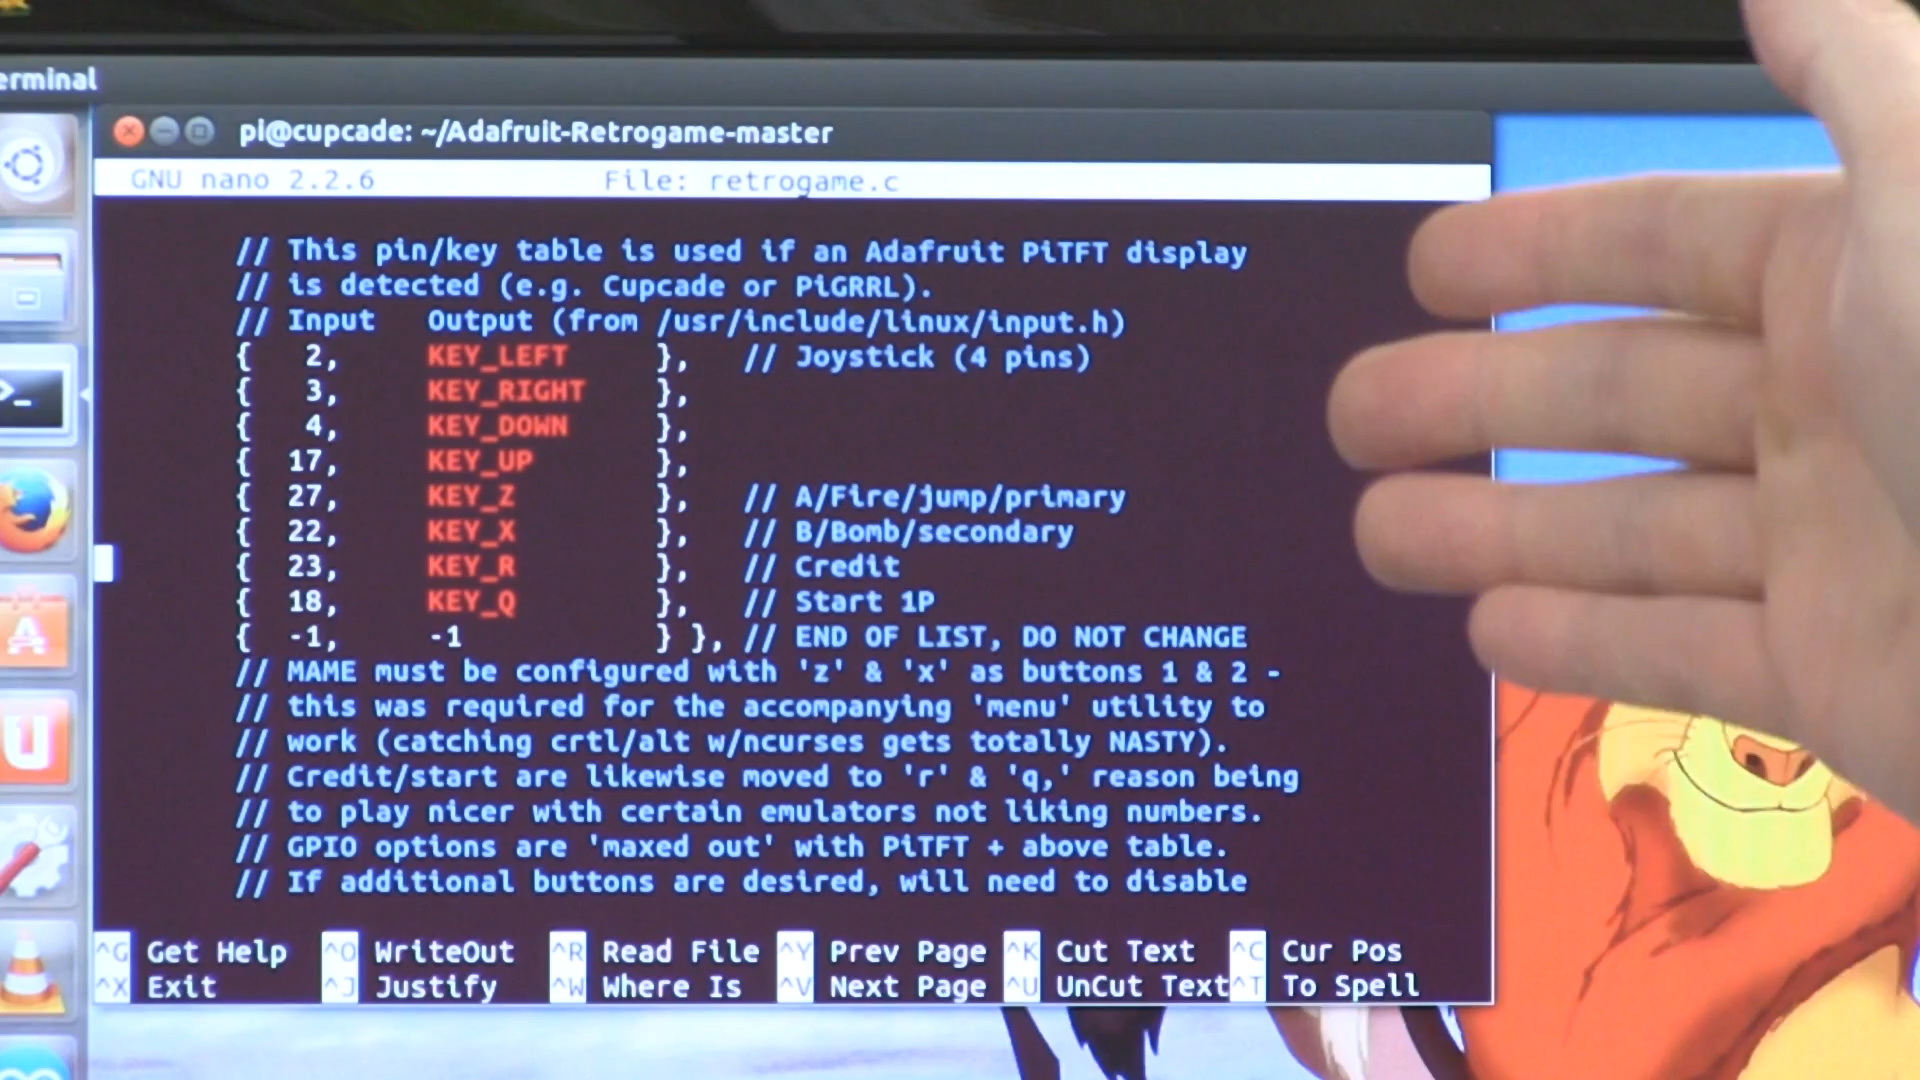 erminal
pi@cupcade: ~/Adafruit-Retrogame-master
GNU nano 2.2.6 File: retrogame.c
// This pin/key table is used if an Adafruit PiTFT display
// is detected (e.g. Cupcade or PiGRRL).
// Input Output (from /usr/include/linux/input.h)
{ 2, KEY_LEFT }, // Joystick (4 pins)
{ 3, KEY_RIGHT },
{ 4, KEY_DOWN },
{ 17, KEY_UP },
{ 27, KEY_Z }, // A/Fire/jump/primary
{ 22, KEY_X }, // B/Bomb/secondary
{ 23, KEY_R }, // Credit
{ 18, KEY_Q }, // Start 1P
{ -1, -1 } }, // END OF LIST, DO NOT CHANGE
// MAME must be configured with 'z' & 'x' as buttons 1 & 2 -
// this was required for the accompanying 'menu' utility to
// work (catching crtl/alt w/ncurses gets totally NASTY).
// Credit/start are likewise moved to 'r' & 'q,' reason being
// to play nicer with certain emulators not liking numbers.
// GPIO options are 'maxed out' with PiTFT + above table.
// If additional buttons are desired, will need to disable
^G Get Help ^O WriteOut ^R Read File ^Y Prev Page ^K Cut Text ^C Cur Pos
^X Exit ^J Justify ^W Where Is ^V Next Page ^U UnCut Text ^T To Spell